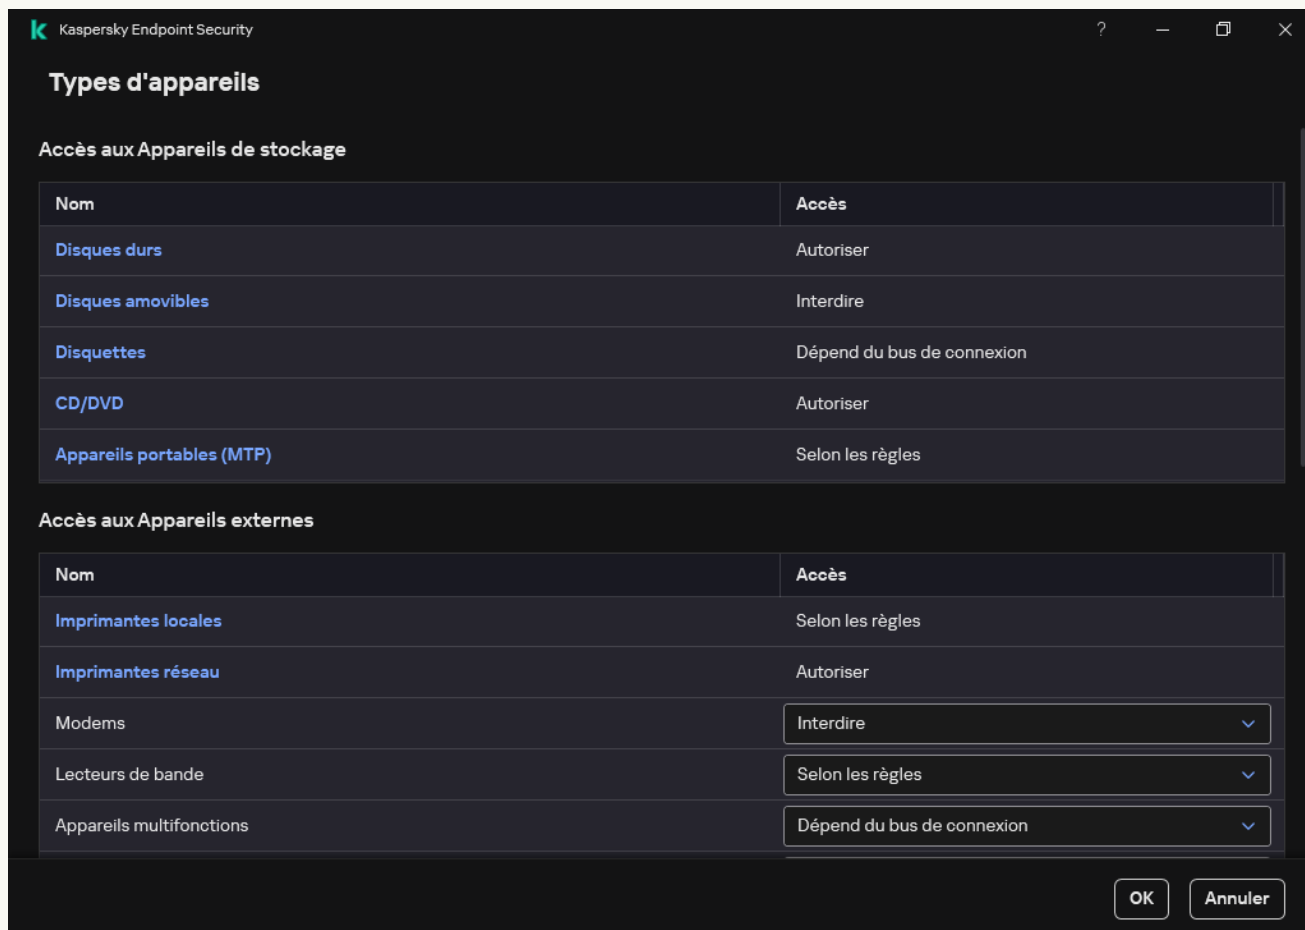 Kaspersky Endpoint Security ?
Types d'appareils
Accès aux Appareils de stockage
Nom Accès
Disques durs Autoriser
Disques amovibles Interdire
Disquettes Dépend du bus de connexion
CD/DVD Autoriser
Appareils portables (MTP) Selon les règles
Accès aux Appareils externes
Nom Accès
Imprimantes locales Selon les règles
Imprimantes réseau Autoriser
Modems Interdire
Lecteurs de bande Selon les règles
Appareils multifonctions Dépend du bus de connexion
OK Annuler